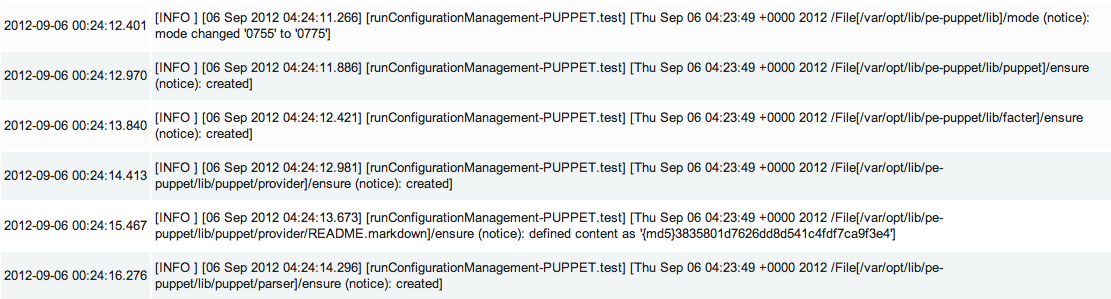 2012-09-06 00:24:12.401 [INFO ] [06 Sep 2012 04:24:11.266] [runConfigurationManagement-PUPPET.test] [Thu Sep 06 04:23:49 +0000 2012 /File[/var/opt/lib/pe-puppet/lib]/mode (notice):
mode changed '0755' to '0775']
2012-09-06 00:24:12.970 [INFO ] [06 Sep 2012 04:24:11.886] [runConfigurationManagement-PUPPET.test] [Thu Sep 06 04:23:49 +0000 2012 /File[/var/opt/lib/pe-puppet/lib/puppet]/ensure
(notice): created]
2012-09-06 00:24:13.840 [INFO ] [06 Sep 2012 04:24:12.421] [runConfigurationManagement-PUPPET.test] [Thu Sep 06 04:23:49 +0000 2012 /File[/var/opt/lib/pe-puppet/lib/facter]/ensure
(notice): created]
2012-09-06 00:24:14.413 [INFO ] [06 Sep 2012 04:24:12.981] [runConfigurationManagement-PUPPET.test] [Thu Sep 06 04:23:49 +0000 2012 /File[/var/opt/lib/pe-
puppet/lib/puppet/provider]/ensure (notice): created]
2012-09-06 00:24:15.467 [INFO ] [06 Sep 2012 04:24:13.673] [runConfigurationManagement-PUPPET.test] [Thu Sep 06 04:23:49 +0000 2012 /File[/var/opt/lib/pe-
puppet/lib/puppet/provider/README.markdown]/ensure (notice): defined content as '{md5}3835801d7626dd8d541c4fdf7ca9f3e4']
2012-09-06 00:24:16.276 [INFO ] [06 Sep 2012 04:24:14.296] [runConfigurationManagement-PUPPET.test] [Thu Sep 06 04:23:49 +0000 2012 /File[/var/opt/lib/pe-
puppet/lib/puppet/parser]/ensure (notice): created]